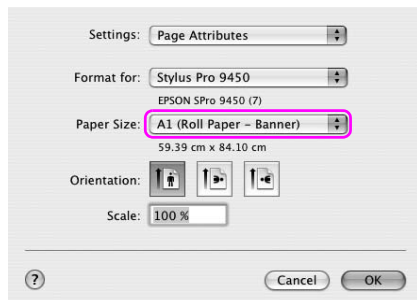 Settings: Page Attributes
Format for: Stylus Pro 9450
EPSON SPro 9450 (7)
Paper Size: A1 (Roll Paper – Banner)
59.39 cm x 84.10 cm
Orientation:
Scale: 100 %
? Cancel OK